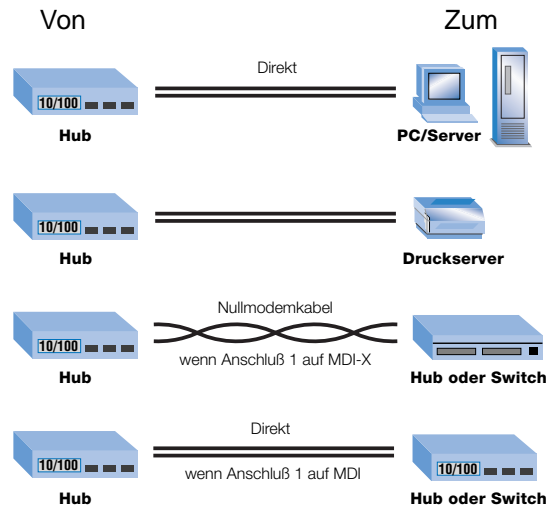 Von Zum
Direkt
10/100
Hub PC/Server
10/100
Hub Druckserver
Nullmodemkabel
10/100
wenn Anschluß 1 auf MDI-X
Hub Hub oder Switch
Direkt
10/100 10/100
wenn Anschluß 1 auf MDI
Hub Hub oder Switch